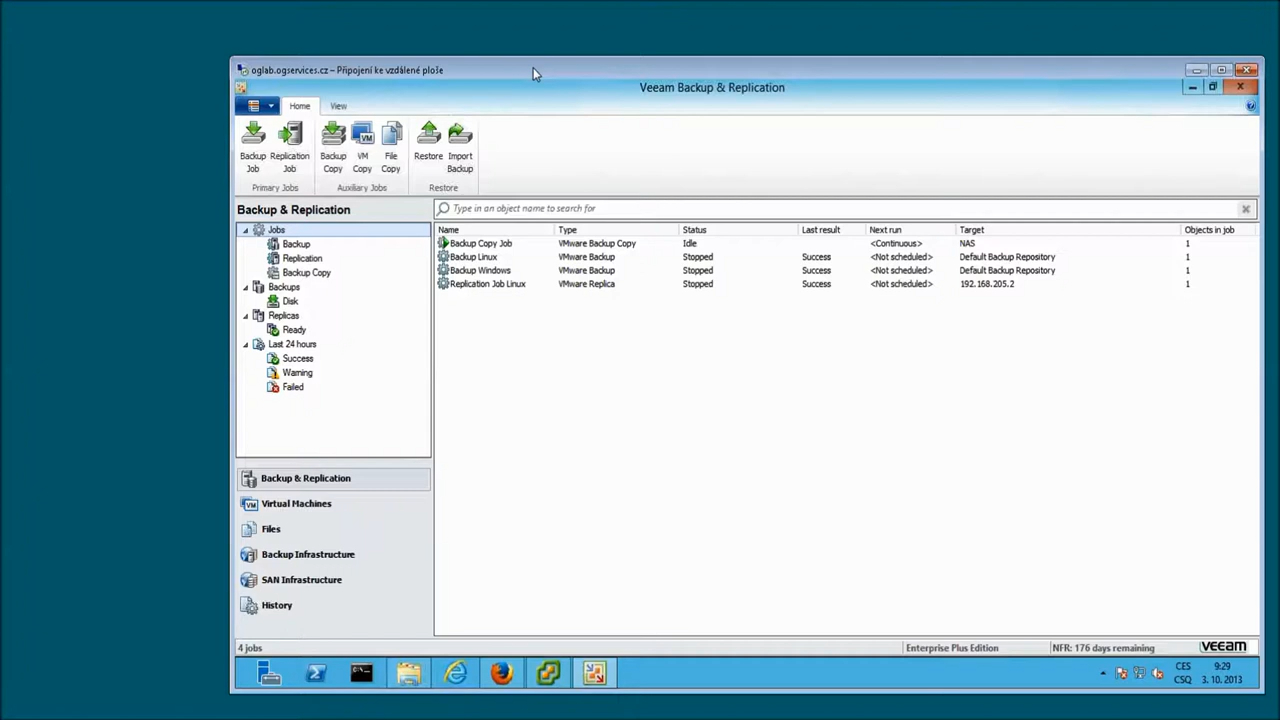 oglab.ogservices.cz – Připojení ke vzdálené ploše
Veeam Backup & Replication
Home View
Backup Job
Replication Job
Backup Copy
VM Copy
File Copy
Restore
Import Backup
Primary Jobs Auxiliary Jobs Restore
Backup & Replication
Type in an object name to search for
Jobs
Backup
Replication
Backup Copy
Backups
Disk
Replicas
Ready
Last 24 hours
Success
Warning
Failed
Name Type Status Last result Next run Target Objects in job
Backup Copy Job VMware Backup Copy Idle <Continuous> NAS 1
Backup Linux VMware Backup Stopped Success <Not scheduled> Default Backup Repository 1
Backup Windows VMware Backup Stopped Success <Not scheduled> Default Backup Repository 1
Replication Job Linux VMware Replica Stopped Success <Not scheduled> 192.168.205.2 1
Backup & Replication
VM Virtual Machines
Files
Backup Infrastructure
SAN Infrastructure
History
4 jobs Enterprise Plus Edition NFR: 176 days remaining veeam
CES 9:29
CSQ 3. 10. 2013